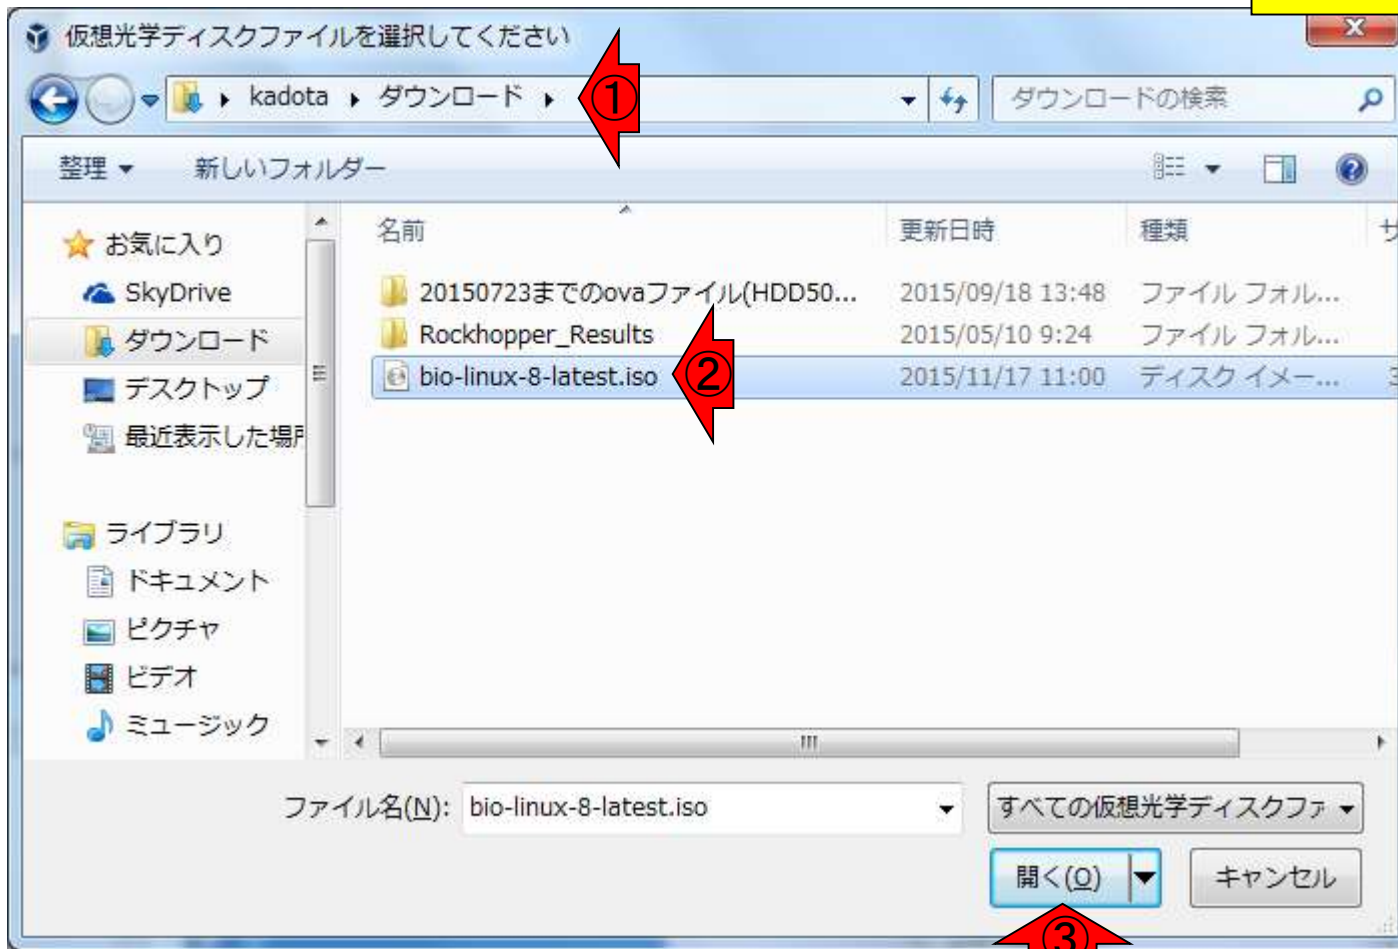 仮想光学ディスクファイルを選択してください
kadota ダウンロード ① ダウンロードの検索
整理 新しいフォルダー
名前 更新日時 種類
お気に入り
SkyDrive
ダウンロード
デスクトップ
最近表示した場所
ライブラリ
ドキュメント
ピクチャ
ビデオ
ミュージック
20150723までのovaファイル(HDD50... 2015/09/18 13:48 ファイル フォル...
Rockhopper_Results 2015/05/10 9:24 ファイル フォル...
bio-linux-8-latest.iso ② 2015/11/17 11:00 ディスク イメー...
ファイル名(N): bio-linux-8-latest.iso すべての仮想光学ディスクファ
開く(O) キャンセル
③